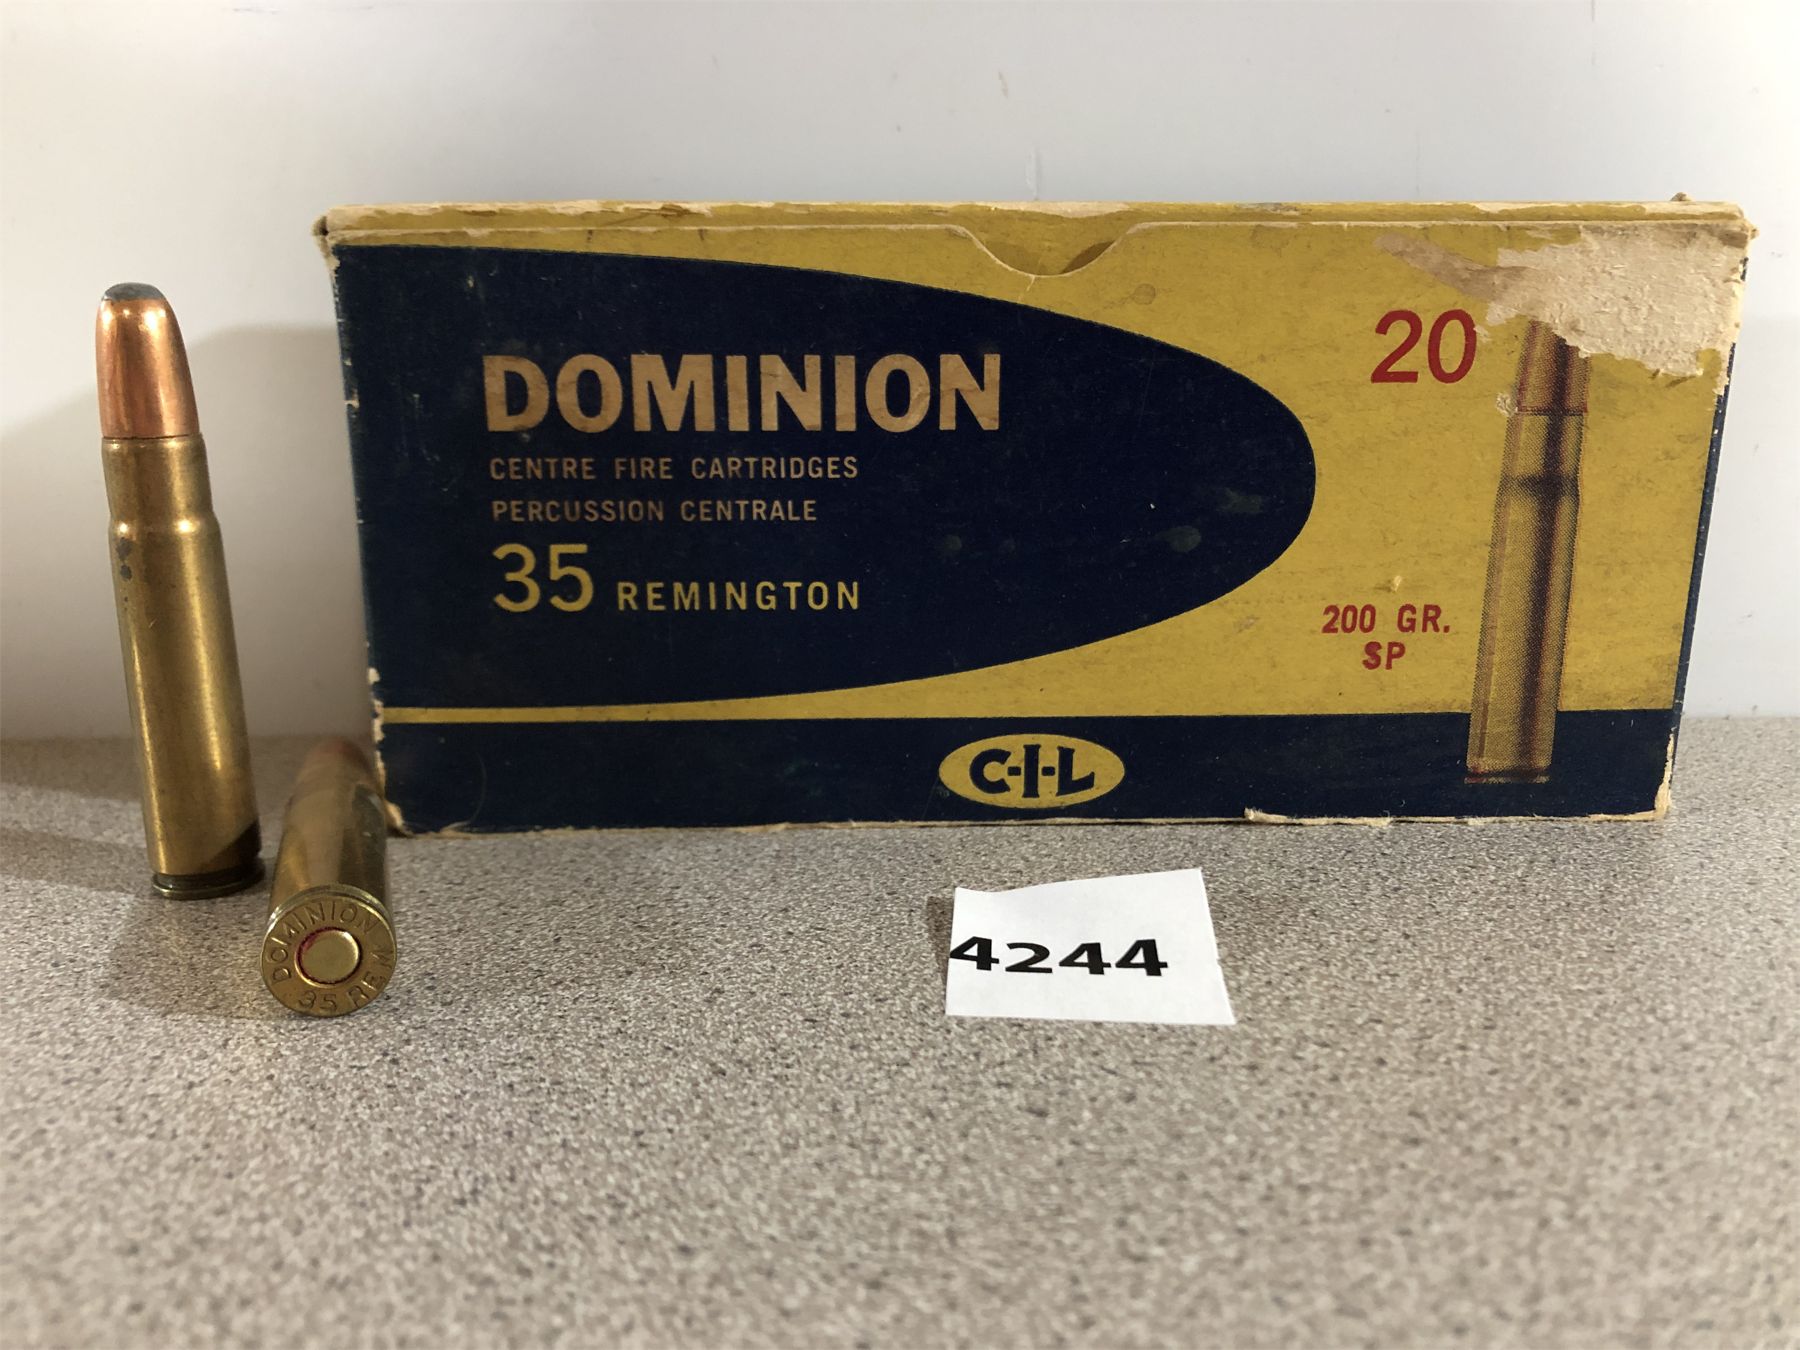 DOMINION
CENTRE FIRE CARTRIDGES
PERCUSSION CENTRALE
35 REMINGTON
20
200 GR.
SP
C-I-L
DOMINION
35 REM
4244